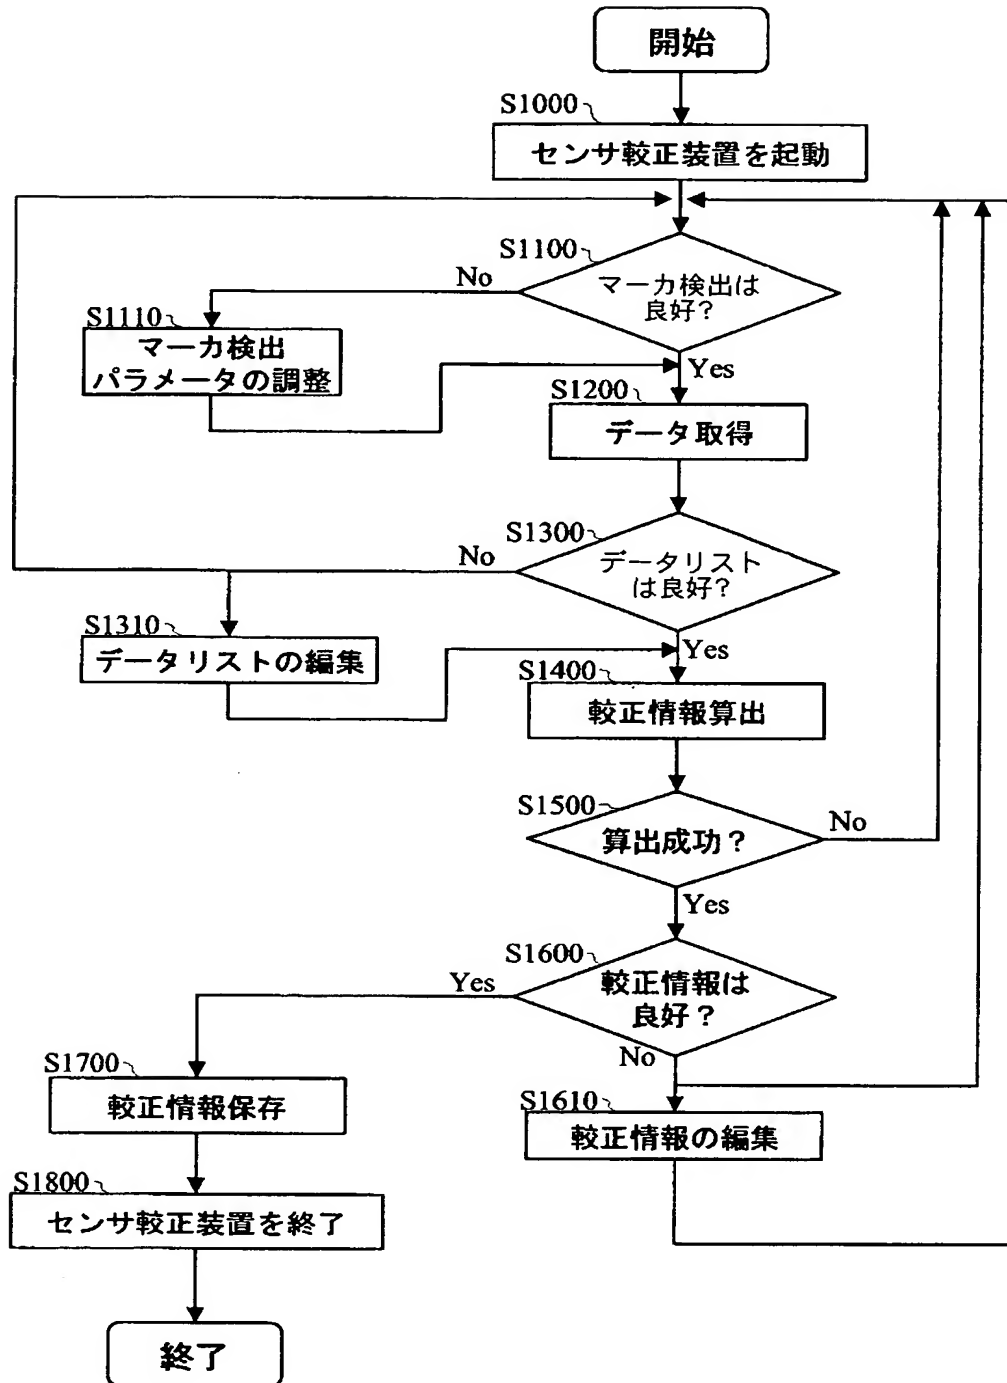 開始
S1000
センサ較正装置を起動
S1100
マーカ検出は
良好?
No
S1110
マーカ検出
パラメータの調整
Yes
S1200
データ取得
S1300
データリスト
は良好?
No
S1310
データリストの編集
Yes
S1400
較正情報算出
S1500
算出成功?
No
Yes
S1600
較正情報は
良好?
Yes
No
S1700
較正情報保存
S1610
較正情報の編集
S1800
センサ較正装置を終了
終了